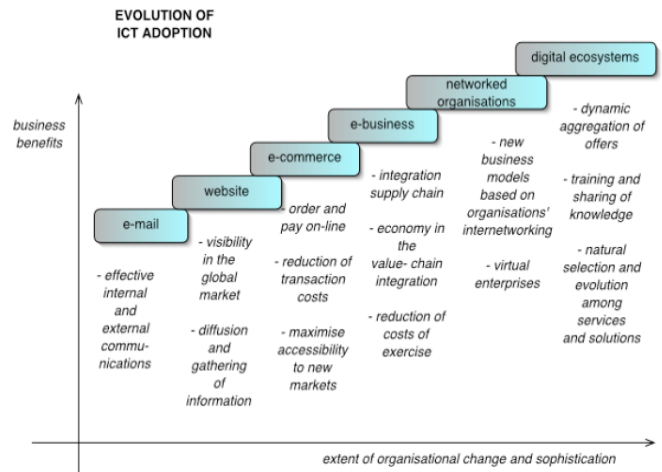 EVOLUTION OF
ICT ADOPTION
business
benefits
e-mail
- effective
internal
and
external
commu-
nications
website
- visibility
in the
global
market
- diffusion
and
gathering
of
information
e-commerce
- order and
pay on-line
- reduction of
transaction
costs
- maximise
accessibility
to new
markets
e-business
- integration
supply chain
- economy in
the
value- chain
integration
- reduction of
costs of
exercise
networked
organisations
- new
business
models
based on
organisations'
internetworking
- virtual
enterprises
digital ecosystems
- dynamic
aggregation of
offers
- training and
sharing of
knowledge
- natural
selection and
evolution
among
services
and solutions
extent of organisational change and sophistication